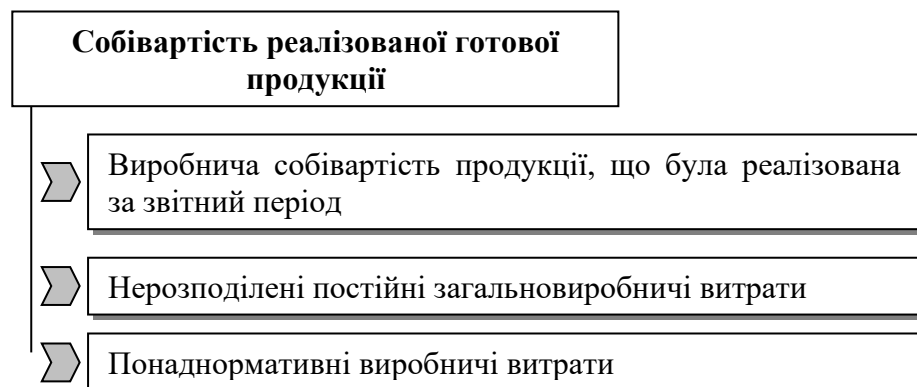 Собівартість реалізованої готової
продукції
Виробнича собівартість продукції, що була реалізована
за звітний період
Нерозподілені постійні загальновиробничі витрати
Понаднормативні виробничі витрати